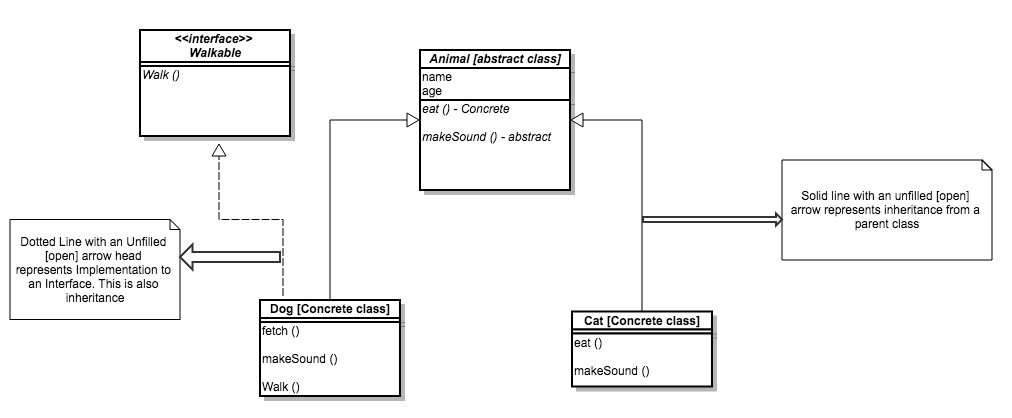 <<interface>>
Walkable
Walk ()
Animal [abstract class]
name
age
eat () - Concrete
makeSound () - abstract
Solid line with an unfilled [open]
arrow represents inheritance from a
parent class
Dotted Line with an Unfilled
[open] arrow head
represents Implementation to
an Interface. This is also
inheritance
Dog [Concrete class]
fetch ()
makeSound ()
Walk ()
Cat [Concrete class]
eat ()
makeSound ()